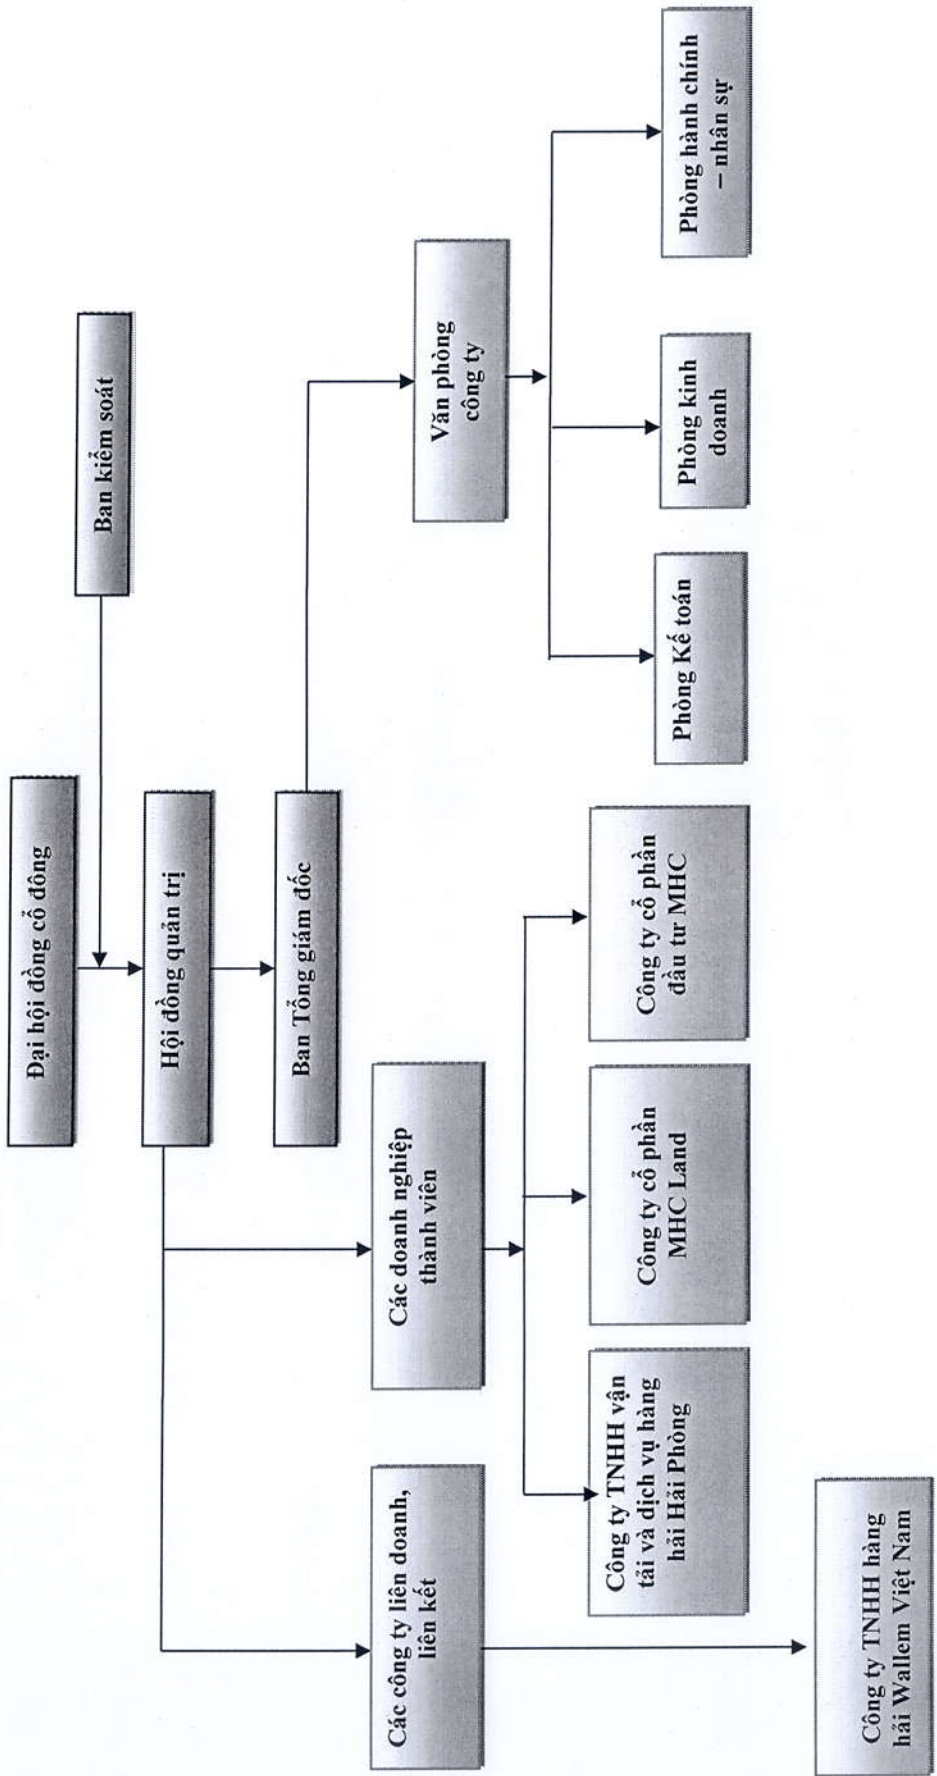 Đại hội đồng cổ đông
Ban kiểm soát
Hội đồng quản trị
Ban Tổng giám đốc
Các công ty liên doanh,
liên kết
Các doanh nghiệp
thành viên
Văn phòng
công ty
Công ty TNHH vận
tải và dịch vụ hàng
hải Hải Phòng
Công ty cổ phần
MHC Land
Công ty cổ phần
đầu tư MHC
Phòng Kế toán
Phòng kinh
doanh
Phòng hành chính
– nhân sự
Công ty TNHH hàng
hải Wallem Việt Nam